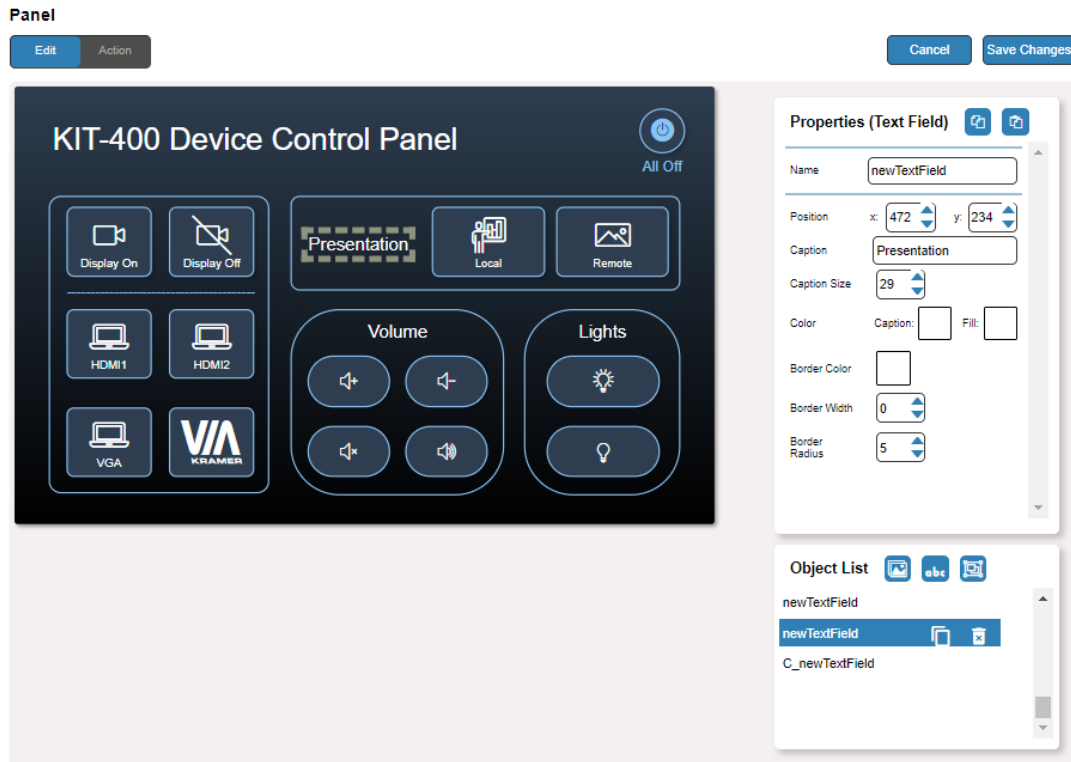 Panel
Edit Action Cancel Save Changes
KIT-400 Device Control Panel
All Off
Display On Display Off
Presentation Local Remote
HDMI1 HDMI2
VGA VIA KRAMER
Volume
Lights
Properties (Text Field)
Name newTextField
Position x: 472 y: 234
Caption Presentation
Caption Size 29
Color Caption: Fill:
Border Color
Border Width 0
Border
Radius 5
Object List abc
newTextField
newTextField
C_newTextField